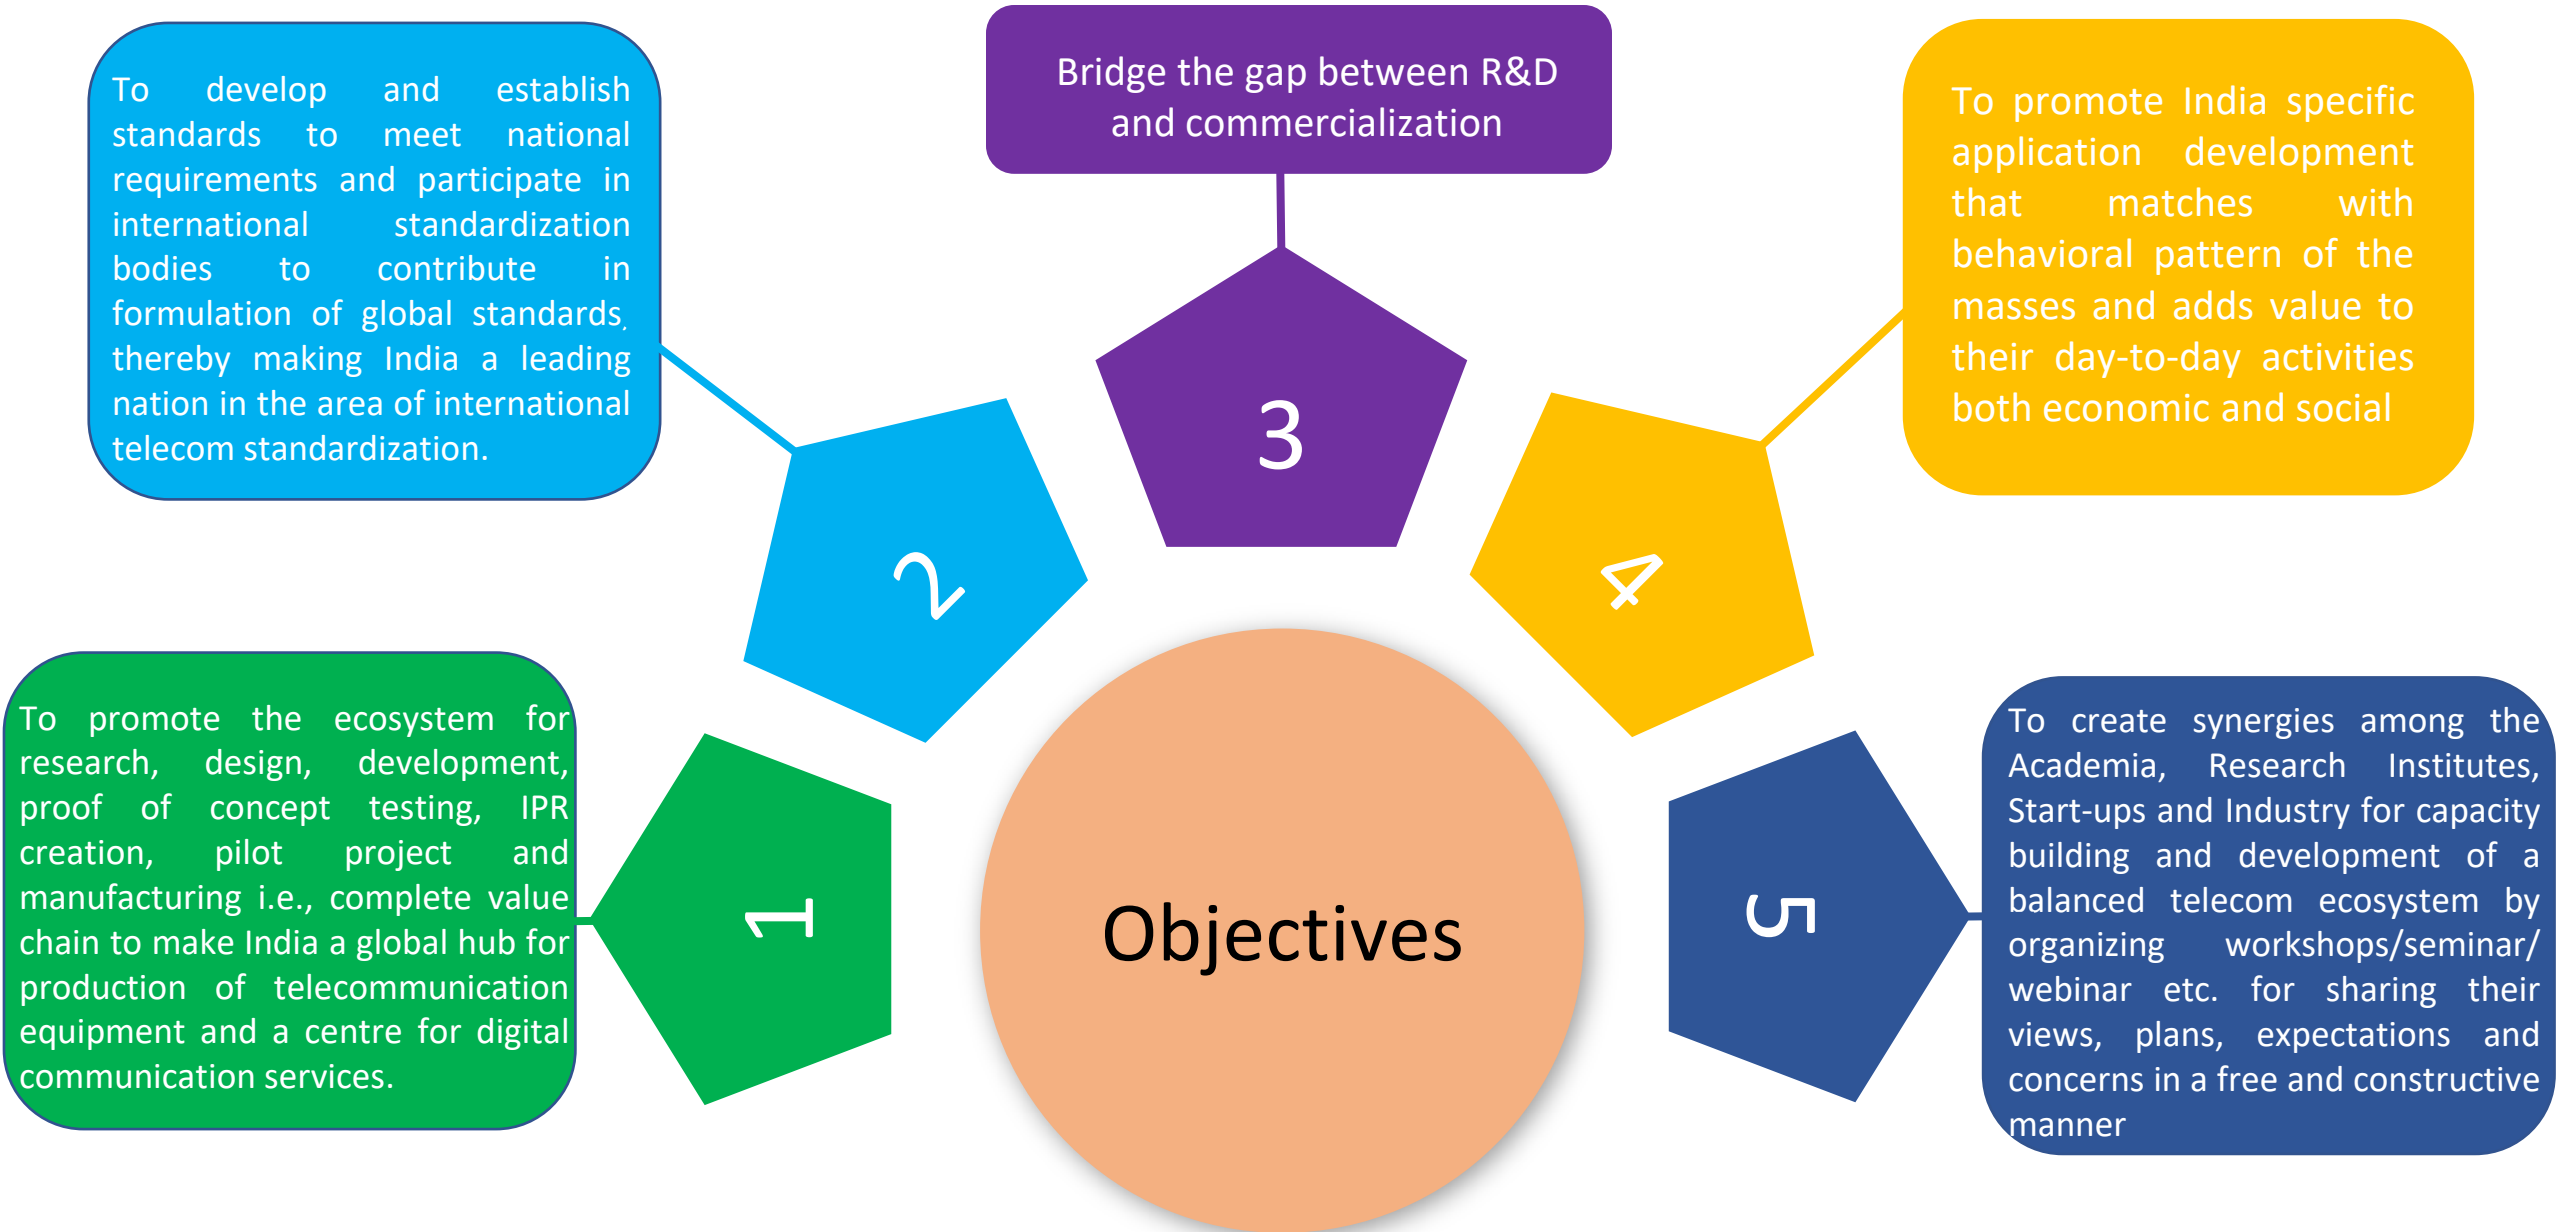 To promote the ecosystem for
research, design, development,
proof of concept testing, IPR
creation, pilot project and
manufacturing i.e., complete value
chain to make India a global hub for
production of telecommunication
equipment and a centre for digital
communication services.
1
To develop and establish
standards to meet national
requirements and participate in
international standardization
bodies to contribute in
formulation of global standards,
thereby making India a leading
nation in the area of international
telecom standardization.
2
Bridge the gap between R&D
and commercialization
3
To promote India specific
application development
that matches with
behavioral pattern of the
masses and adds value to
their day-to-day activities
both economic and social
4
To create synergies among the
Academia, Research Institutes,
Start-ups and Industry for capacity
building and development of a
balanced telecom ecosystem by
organizing workshops/seminar/
webinar etc. for sharing their
views, plans, expectations and
concerns in a free and constructive
manner
5
Objectives